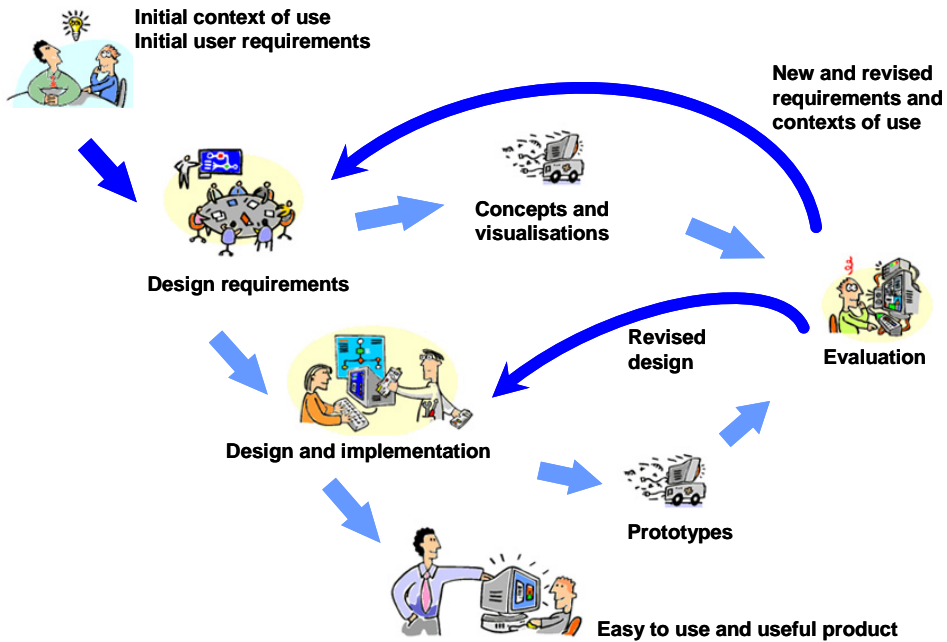 Initial context of use
Initial user requirements
New and revised
requirements and
contexts of use
Concepts and
visualisations
Design requirements
Revised
design
Evaluation
Design and implementation
Prototypes
Easy to use and useful product